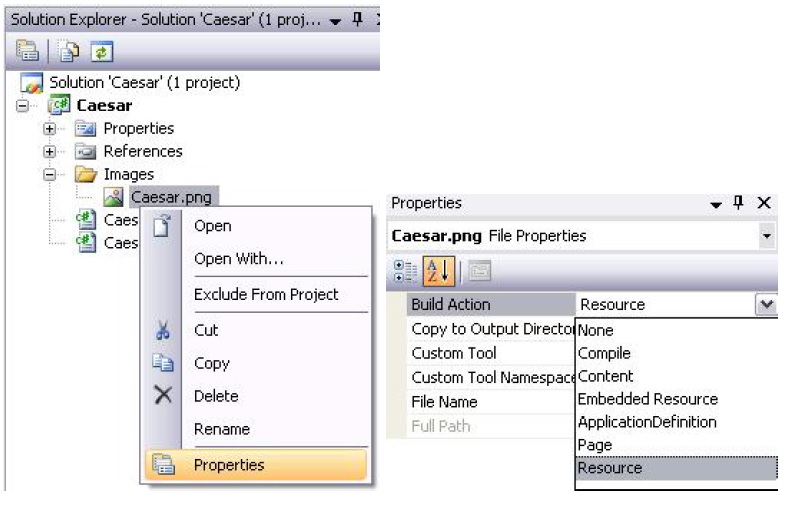 Solution Explorer - Solution 'Caesar' (1 proj...
Solution 'Caesar' (1 project)
Caesar
Properties
References
Images
Caesar.png
Caes
Caes
Open
Open With...
Exclude From Project
Cut
Copy
Delete
Rename
Properties
Properties
Caesar.png File Properties
Build Action Resource
Copy to Output Director
Custom Tool
Custom Tool Namespace
File Name
Full Path
None
Compile
Content
Embedded Resource
ApplicationDefinition
Page
Resource